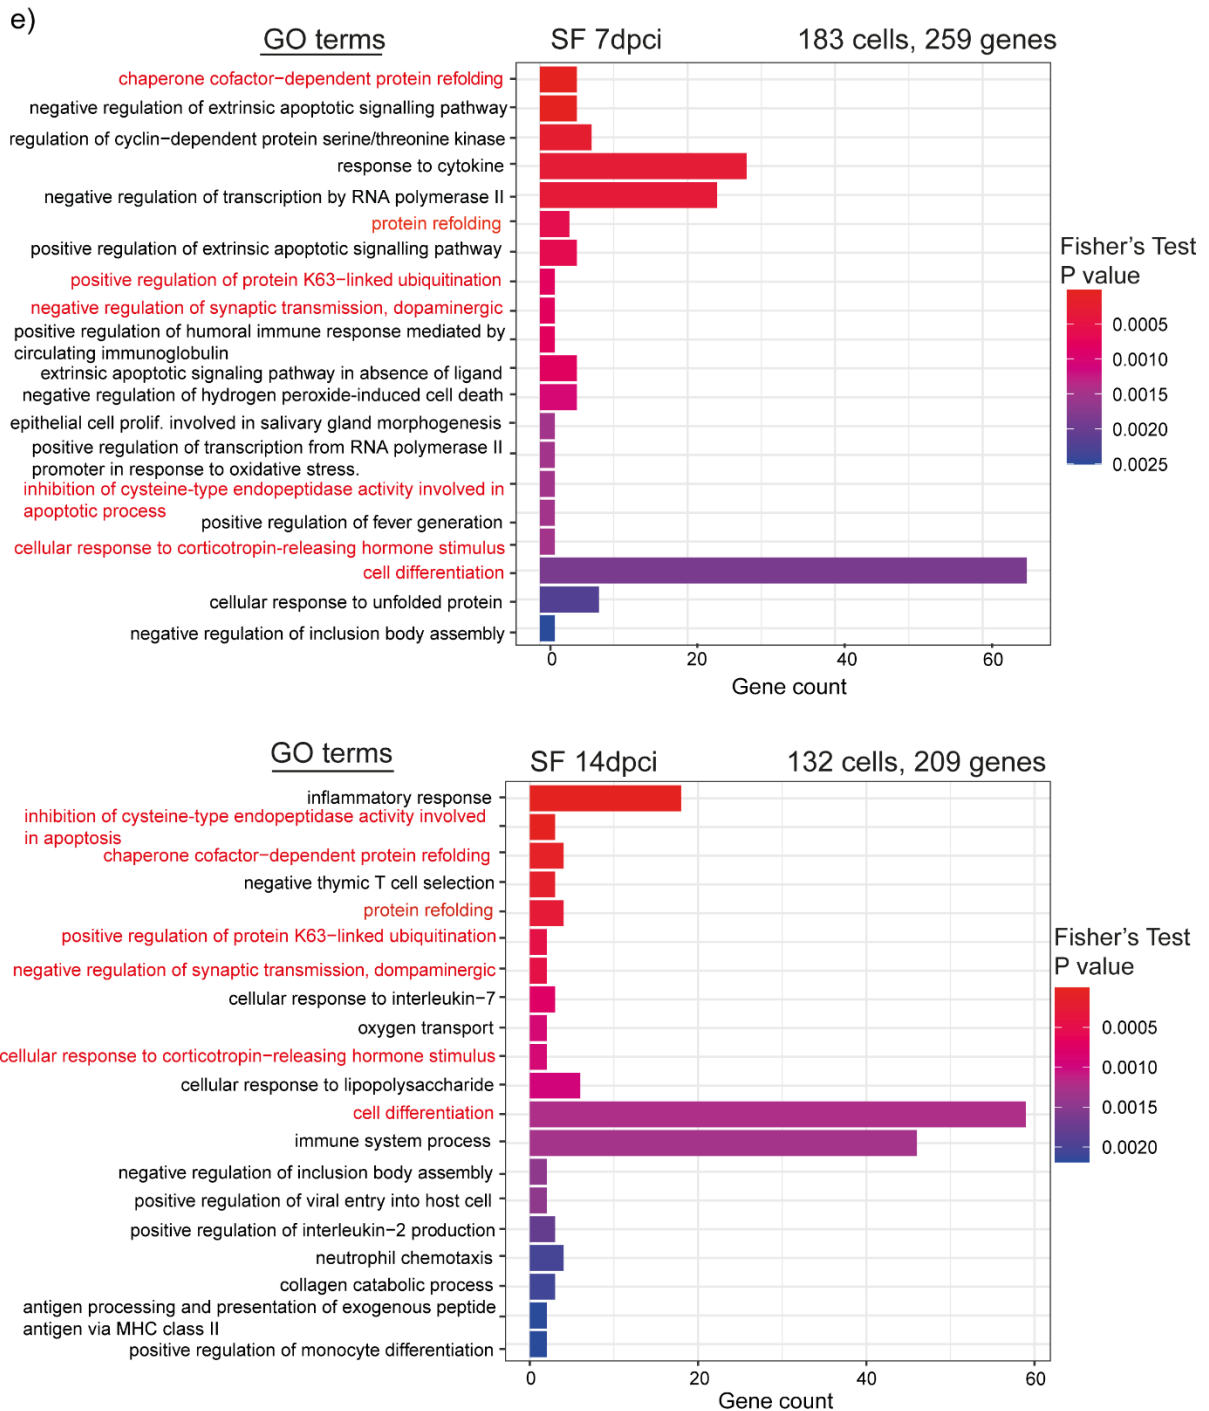 e)
GO terms
SF 7dpci
183 cells, 259 genes
chaperone cofactor−dependent protein refolding
negative regulation of extrinsic apoptotic signalling pathway
regulation of cyclin−dependent protein serine/threonine kinase
response to cytokine
negative regulation of transcription by RNA polymerase II
protein refolding
positive regulation of extrinsic apoptotic signalling pathway
positive regulation of protein K63−linked ubiquitination
negative regulation of synaptic transmission, dopaminergic
positive regulation of humoral immune response mediated by
circulating immunoglobulin
extrinsic apoptotic signaling pathway in absence of ligand
negative regulation of hydrogen peroxide-induced cell death
epithelial cell prolif. involved in salivary gland morphogenesis
positive regulation of transcription from RNA polymerase II
promoter in response to oxidative stress.
inhibition of cysteine-type endopeptidase activity involved in
apoptotic process
positive regulation of fever generation
cellular response to corticotropin-releasing hormone stimulus
cell differentiation
cellular response to unfolded protein
negative regulation of inclusion body assembly
0 20 40 60
Gene count
Fisher's Test
P value
0.0005
0.0010
0.0015
0.0020
0.0025
GO terms
SF 14dpci
132 cells, 209 genes
inflammatory response
inhibition of cysteine-type endopeptidase activity involved
in apoptosis
chaperone cofactor−dependent protein refolding
negative thymic T cell selection
protein refolding
positive regulation of protein K63−linked ubiquitination
negative regulation of synaptic transmission, dompaminergic
cellular response to interleukin−7
oxygen transport
cellular response to corticotropin−releasing hormone stimulus
cellular response to lipopolysaccharide
cell differentiation
immune system process
negative regulation of inclusion body assembly
positive regulation of viral entry into host cell
positive regulation of interleukin−2 production
neutrophil chemotaxis
collagen catabolic process
antigen processing and presentation of exogenous peptide
antigen via MHC class II
positive regulation of monocyte differentiation
0 20 40 60
Gene count
Fisher's Test
P value
0.0005
0.0010
0.0015
0.0020